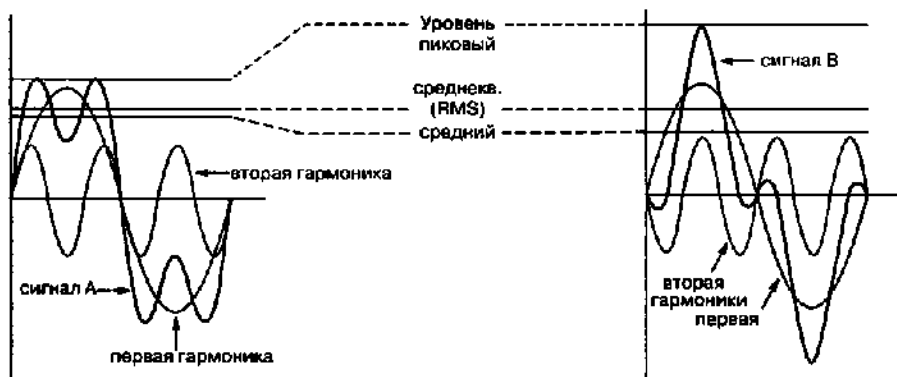 Уровень
пиковый
среднекв.
(RMS)
средний
вторая гармоника
сигнал А
первая гармоника
сигнал В
вторая
гармоники
первая